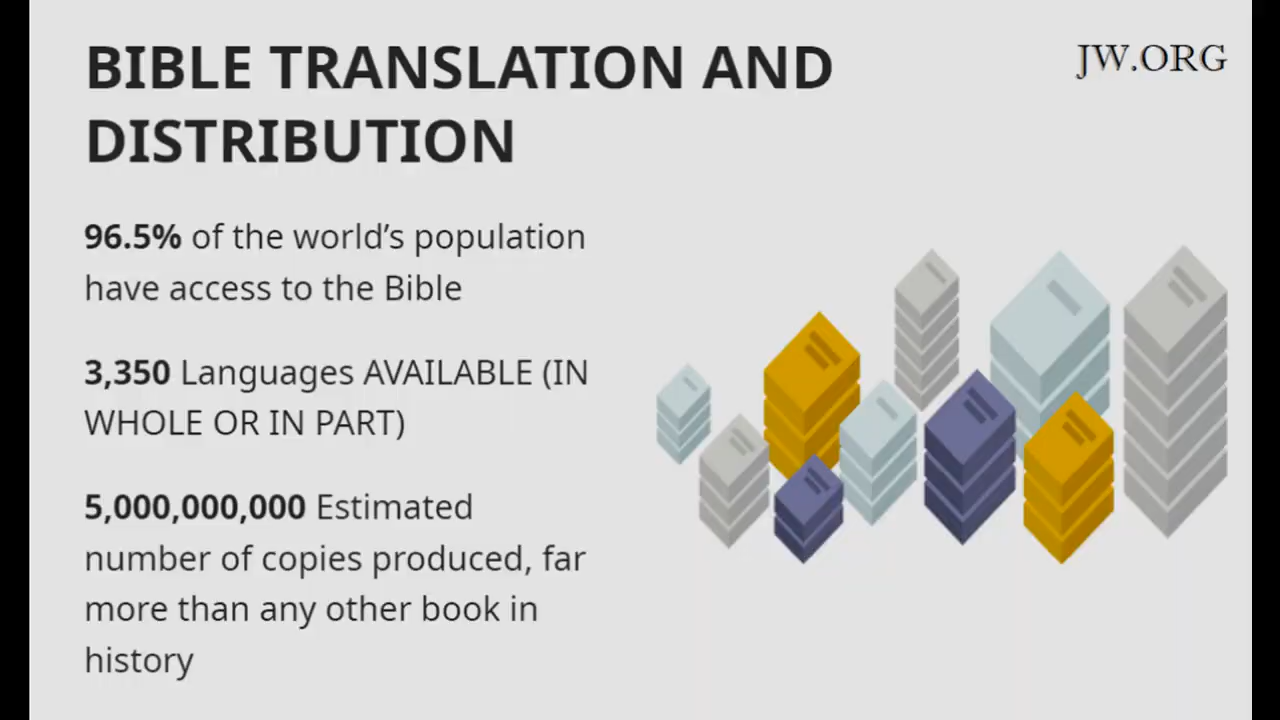 BIBLE TRANSLATION AND
DISTRIBUTION
JW.ORG
96.5% of the world’s population
have access to the Bible
3,350 Languages AVAILABLE (IN
WHOLE OR IN PART)
5,000,000,000 Estimated
number of copies produced, far
more than any other book in
history